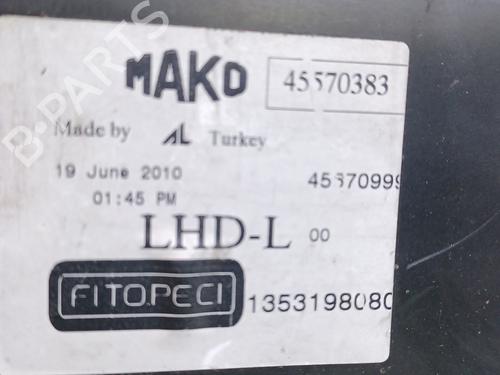 MAKO 45570383
Made by AL Turkey
19 June 2010 45570999
01:45 PM
LHD-L 00
FITOPECI 1353198080
B-PARTS